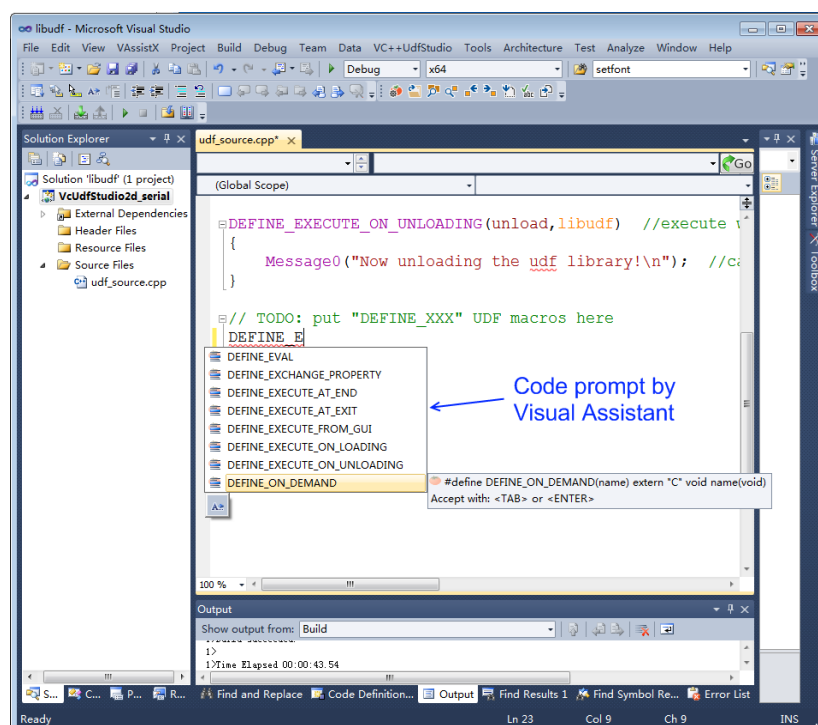 libudf - Microsoft Visual Studio
File Edit View VAssistX Project Build Debug Team Data VC++UdfStudio Tools Architecture Test Analyze Window Help
Debug x64 setfont
Solution Explorer
udf_source.cpp*
Go
Solution 'libudf' (1 project)
(Global Scope)
VcUdfStudio2d_serial
External Dependencies
Header Files
Resource Files
Source Files
udf_source.cpp
DEFINE_EXECUTE_ON_UNLOADING(unload,libudf) //execute
{
Message0("Now unloading the udf library!\n"); //ca
}
// TODO: put "DEFINE_XXX" UDF macros here
DEFINE_E
DEFINE_EVAL
DEFINE_EXCHANGE_PROPERTY
DEFINE_EXECUTE_AT_END
DEFINE_EXECUTE_AT_EXIT
DEFINE_EXECUTE_FROM_GUI
DEFINE_EXECUTE_ON_LOADING
DEFINE_EXECUTE_ON_UNLOADING
DEFINE_ON_DEMAND
Code prompt by
Visual Assistant
#define DEFINE_ON_DEMAND(name) extern "C" void name(void)
Accept with: <TAB> or <ENTER>
A
Server Explorer
Toolbox
100 %
Output
Show output from: Build
1>Build succeeded.
1>
1>Time Elapsed 00:00:43.54
S... C... P... R... Find and Replace Code Definition... Output Find Results 1 Find Symbol Re... Error List
Ready Ln 23 Col 9 Ch 9 INS